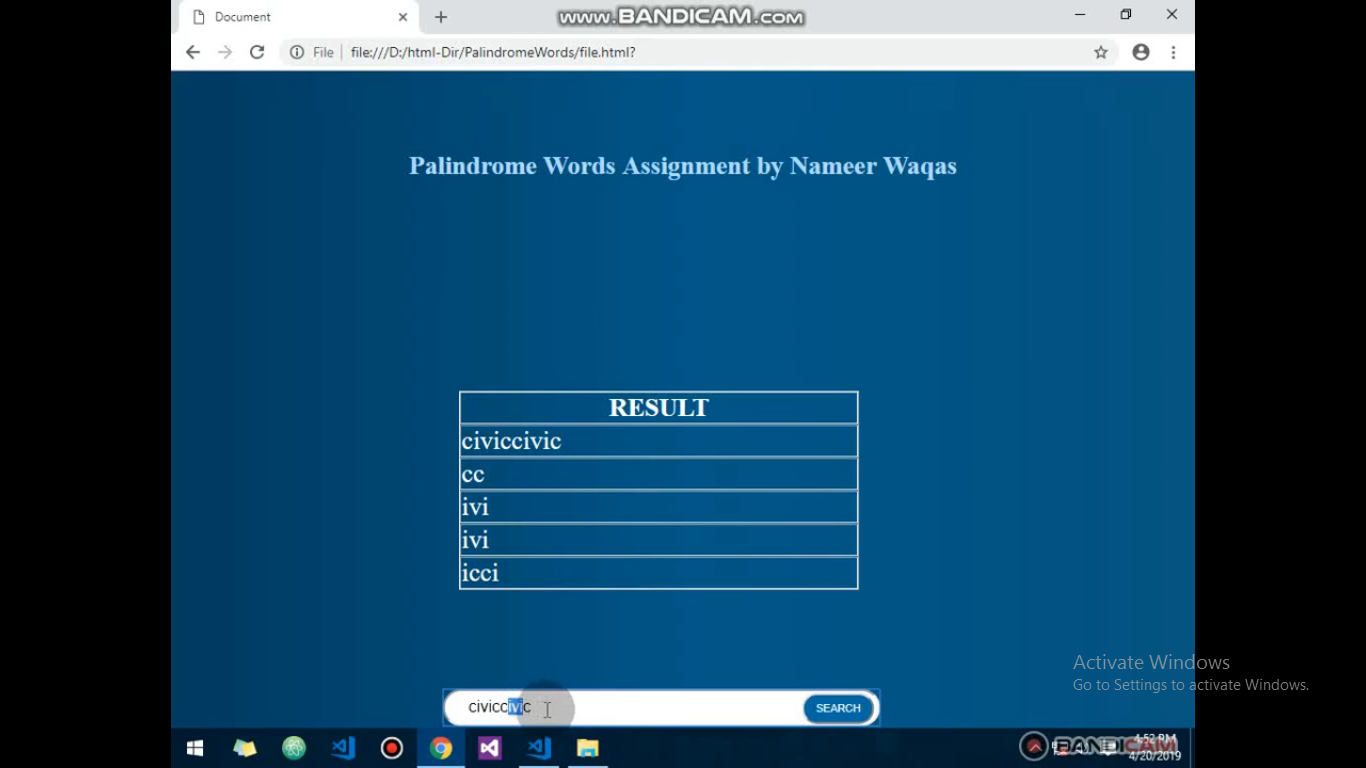 Document
www.BANDICAM.com
File
file:///D:/html-Dir/PalindromeWords/file.html?
Palindrome Words Assignment by Nameer Waqas
RESULT
civiccivic
cc
ivi
ivi
icci
Activate Windows
Go to Settings to activate Windows.
civiccivic
SEARCH
4:52 PM
BANDICAM
4/20/2019